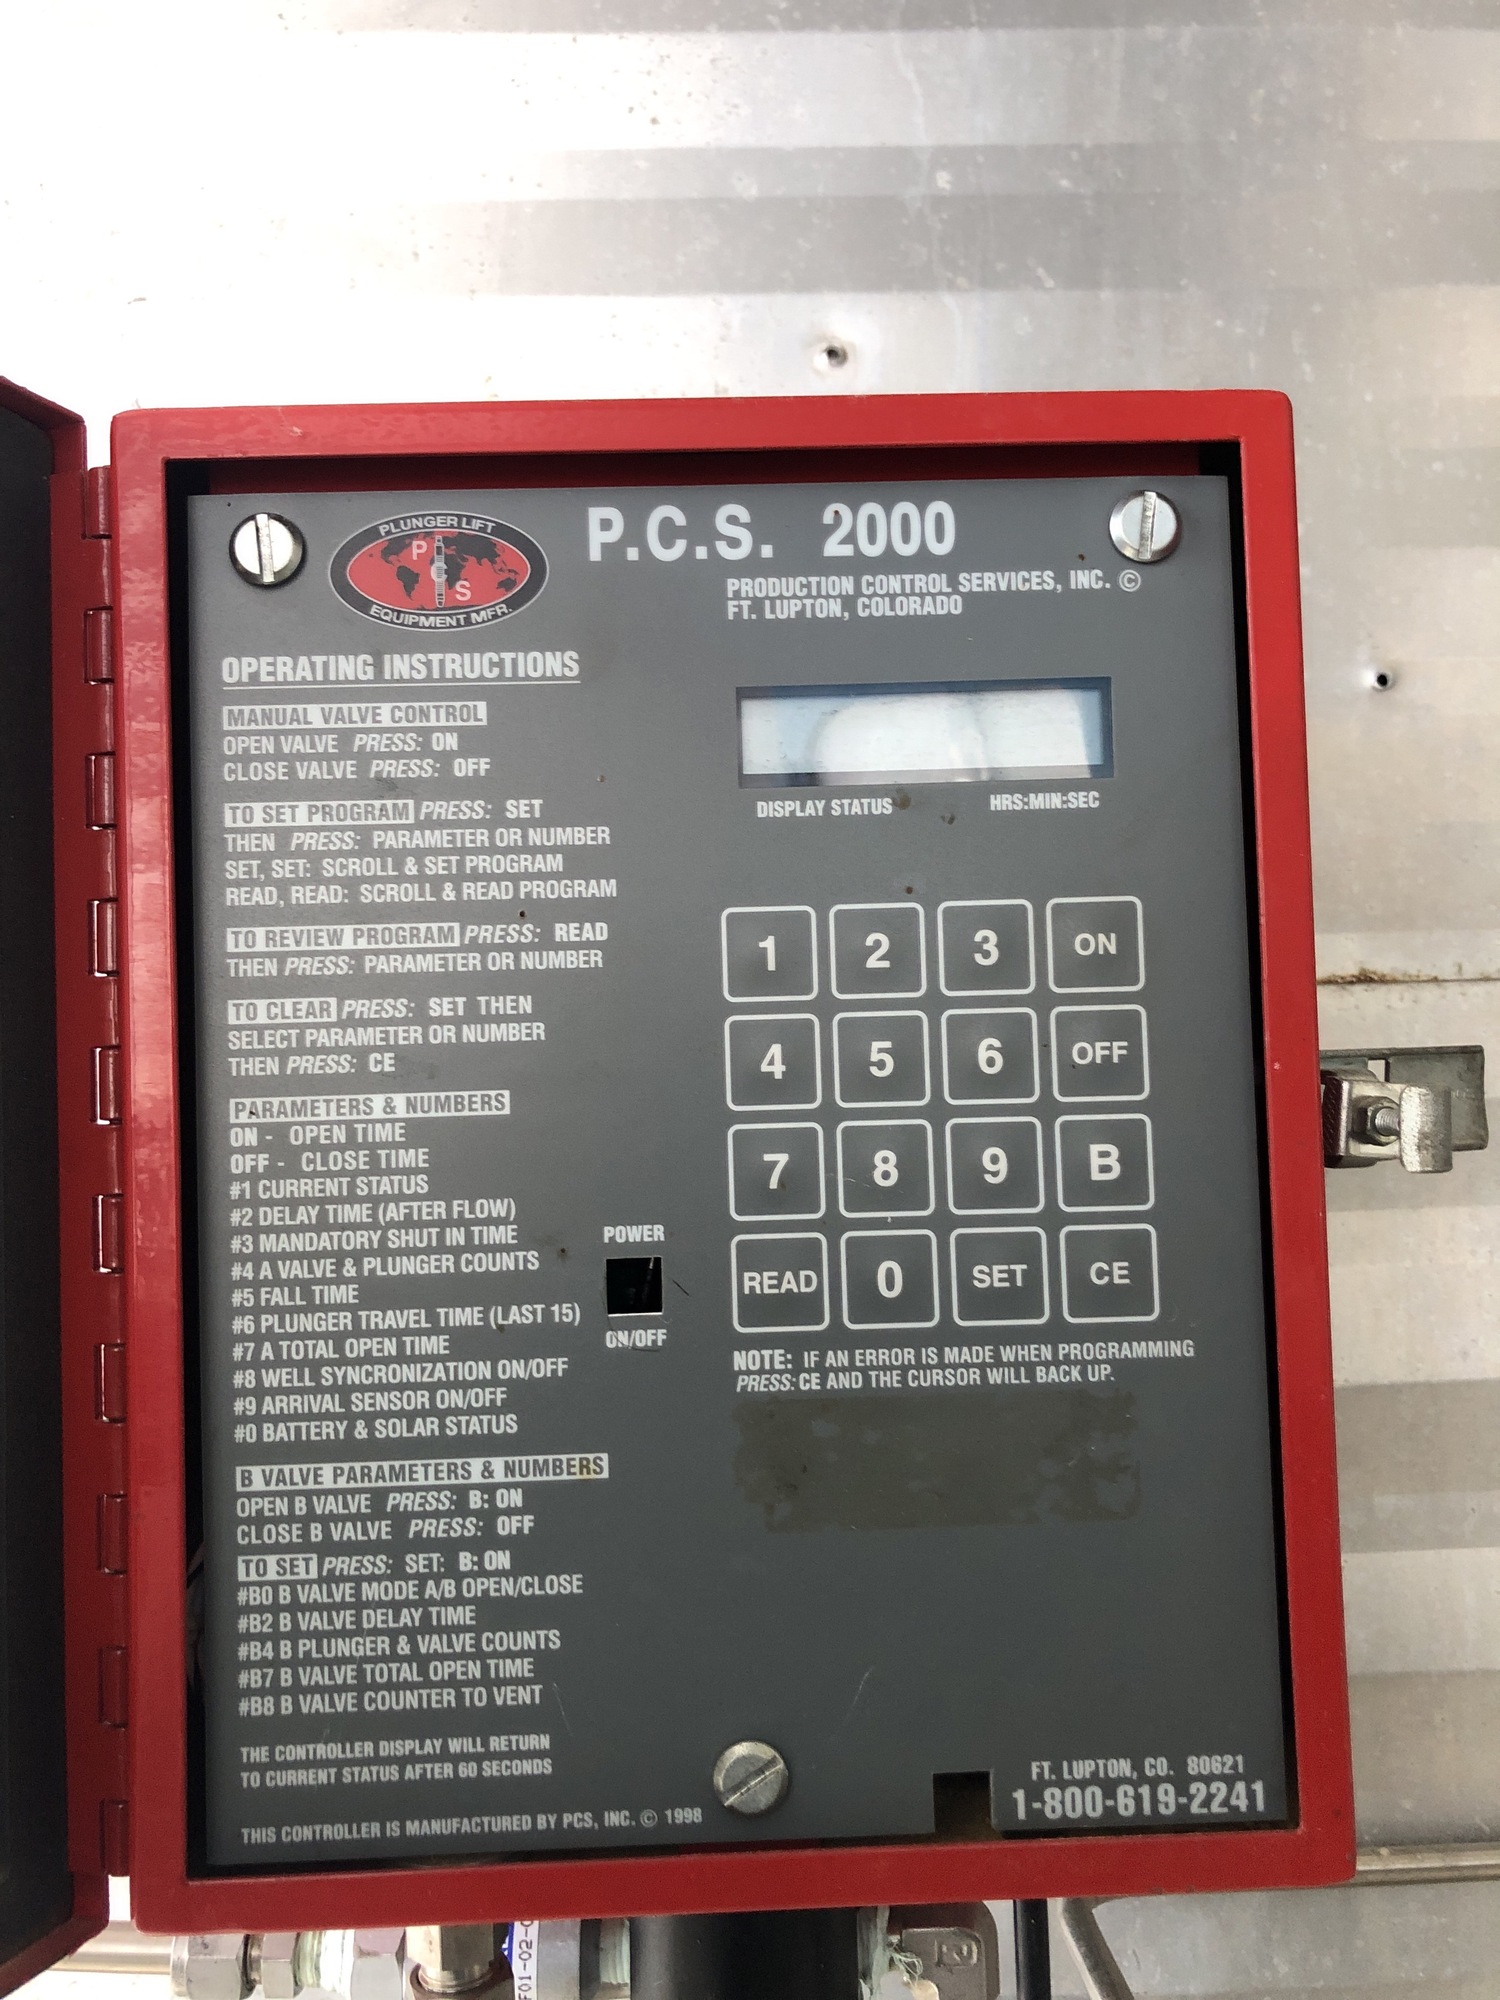 PLUNGER LIFT
P C S
EQUIPMENT MFR.
P.C.S. 2000
PRODUCTION CONTROL SERVICES, INC. ©
FT. LUPTON, COLORADO
OPERATING INSTRUCTIONS
MANUAL VALVE CONTROL
OPEN VALVE PRESS: ON
CLOSE VALVE PRESS: OFF
TO SET PROGRAM PRESS: SET
THEN PRESS: PARAMETER OR NUMBER
SET, SET: SCROLL & SET PROGRAM
READ, READ: SCROLL & READ PROGRAM
TO REVIEW PROGRAM PRESS: READ
THEN PRESS: PARAMETER OR NUMBER
TO CLEAR PRESS: SET THEN
SELECT PARAMETER OR NUMBER
THEN PRESS: CE
PARAMETERS & NUMBERS
ON - OPEN TIME
OFF - CLOSE TIME
#1 CURRENT STATUS
#2 DELAY TIME (AFTER FLOW)
#3 MANDATORY SHUT IN TIME
#4 A VALVE & PLUNGER COUNTS
#5 FALL TIME
#6 PLUNGER TRAVEL TIME (LAST 15)
#7 A TOTAL OPEN TIME
#8 WELL SYNCRONIZATION ON/OFF
#9 ARRIVAL SENSOR ON/OFF
#0 BATTERY & SOLAR STATUS
B VALVE PARAMETERS & NUMBERS
OPEN B VALVE PRESS: B: ON
CLOSE B VALVE PRESS: OFF
TO SET PRESS: SET: B: ON
#B0 B VALVE MODE A/B OPEN/CLOSE
#B2 B VALVE DELAY TIME
#B4 B PLUNGER & VALVE COUNTS
#B7 B VALVE TOTAL OPEN TIME
#B8 B VALVE COUNTER TO VENT
THE CONTROLLER DISPLAY WILL RETURN
TO CURRENT STATUS AFTER 60 SECONDS
THIS CONTROLLER IS MANUFACTURED BY PCS, INC. © 1998
POWER
ON/OFF
DISPLAY STATUS HRS:MIN:SEC
1 2 3 ON
4 5 6 OFF
7 8 9 B
READ 0 SET CE
NOTE: IF AN ERROR IS MADE WHEN PROGRAMMING
PRESS: CE AND THE CURSOR WILL BACK UP.
FT. LUPTON, CO. 80621
1-800-619-2241